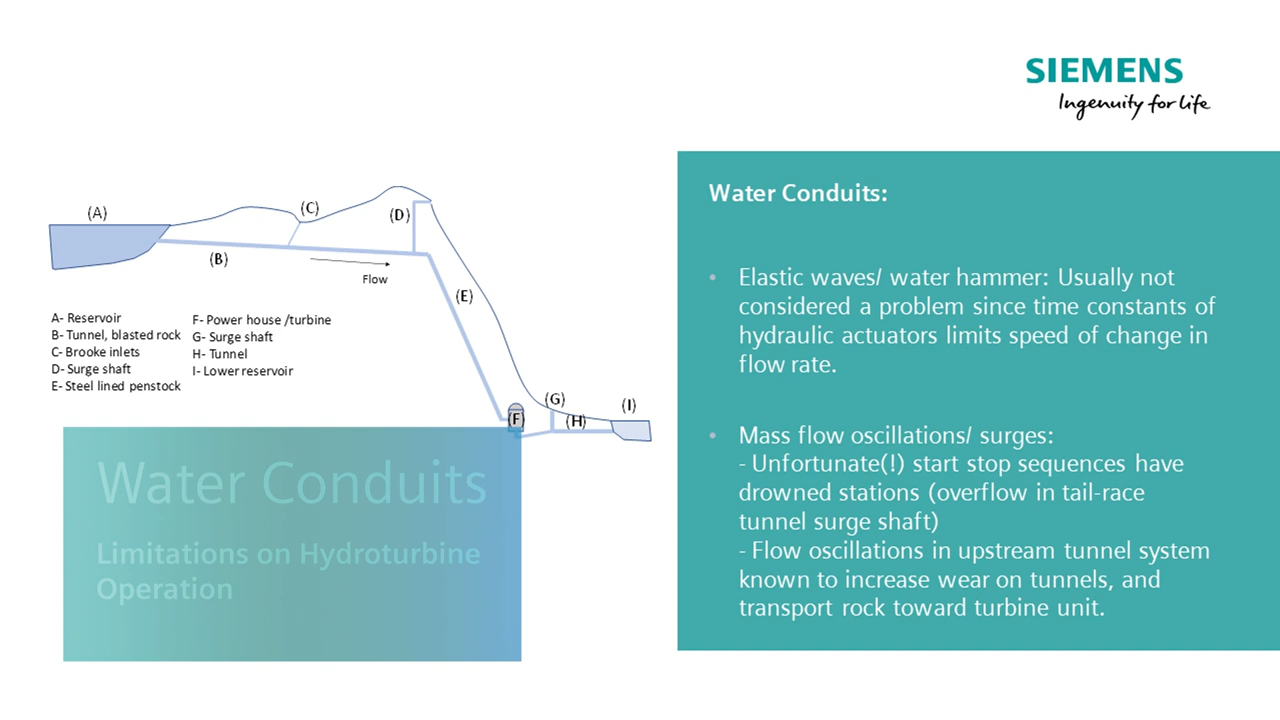 SIEMENS
Ingenuity for life
(A)
(B)
(C)
(D)
Flow
(E)
(F)
(G)
(H)
(I)
A- Reservoir
B- Tunnel, blasted rock
C- Brooke inlets
D- Surge shaft
E- Steel lined penstock
F- Power house /turbine
G- Surge shaft
H- Tunnel
I- Lower reservoir
Water Conduits
Limitations on Hydroturbine
Operation
Water Conduits:
• Elastic waves/ water hammer: Usually not
considered a problem since time constants of
hydraulic actuators limits speed of change in
flow rate.
• Mass flow oscillations/ surges:
- Unfortunate(!) start stop sequences have
drowned stations (overflow in tail-race
tunnel surge shaft)
- Flow oscillations in upstream tunnel system
known to increase wear on tunnels, and
transport rock toward turbine unit.